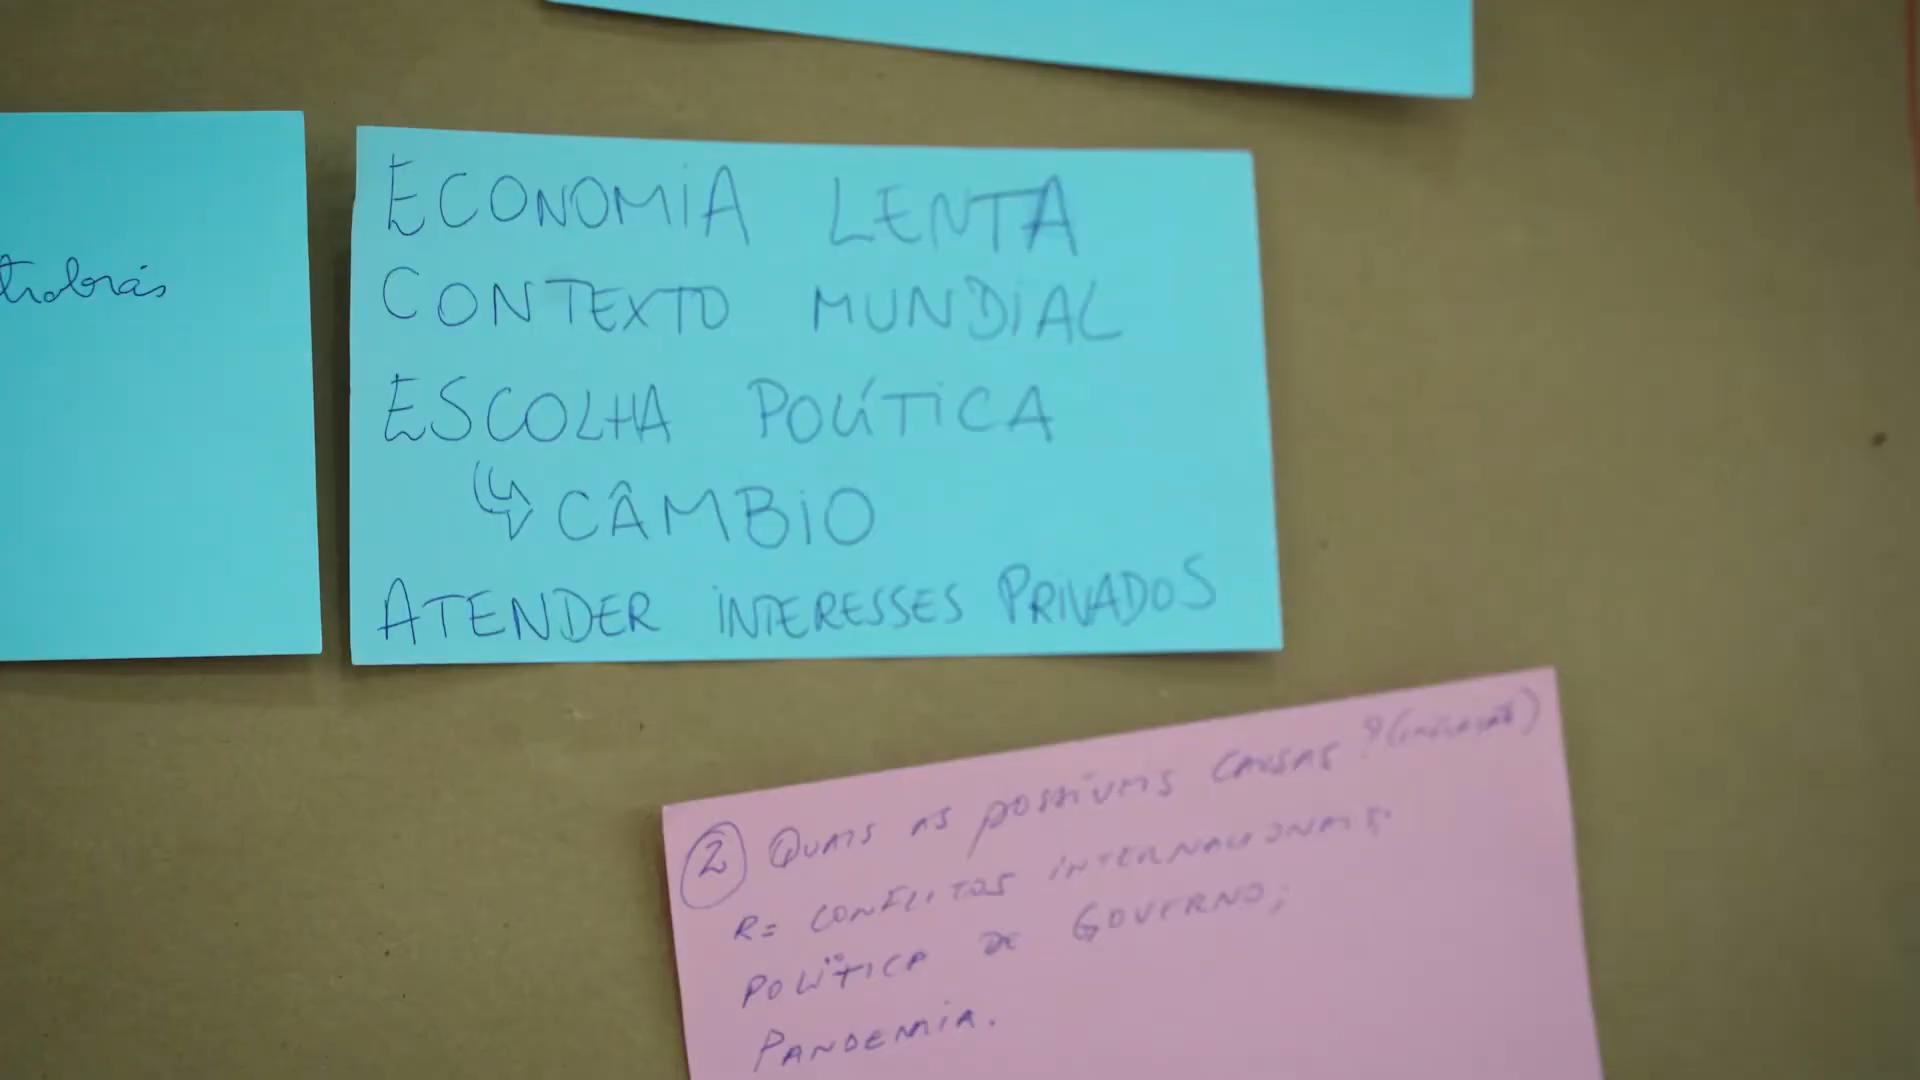 trobrás
ECONOMIA LENTA
CONTEXTO MUNDIAL
ESCOLHA POLÍTICA
CÂMBIO
ATENDER INTERESSES PRIVADOS
2 QUAIS AS POSSÍVEIS CAUSAS? (INFLAÇÃO)
R= CONFLITOS INTERNACIONAIS;
POLÍTICA DE GOVERNO;
PANDEMIA.